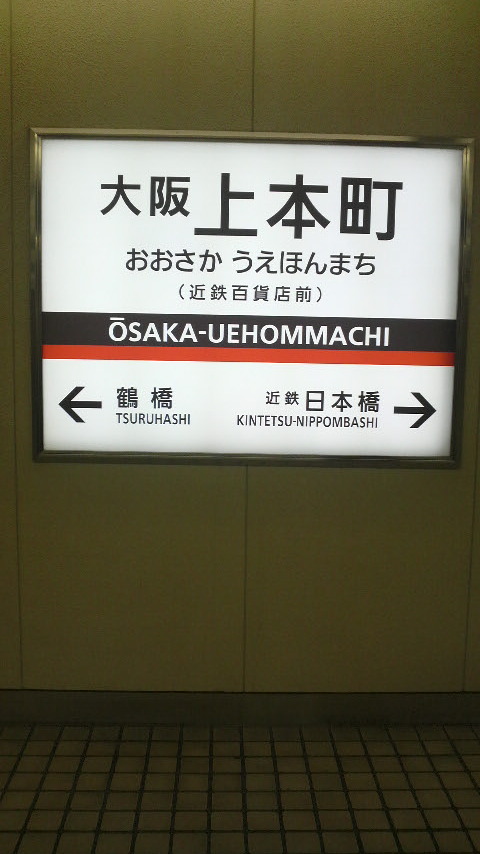 大阪上本町
おおさか うえほんまち
(近鉄百貨店前)
ŌSAKA-UEHOMMACHI
← 鶴橋 近鉄日本橋 →
TSURUHASHI KINTETSU-NIPPOMBASHI